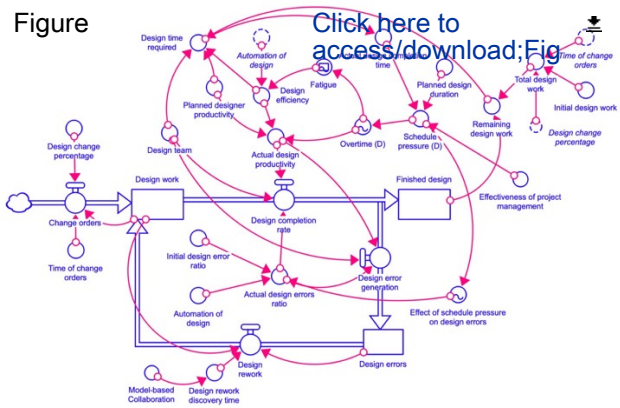 Figure
Click here to
access/download;Fig
Design time
required
Automation of
design
time
Time of change
orders
Planned design
duration
Total design
work
Design
efficiency
Fatigue
Planned designer
productivity
Initial design work
Overtime (D)
Schedule
pressure (D)
Remaining
design work
Design change
percentage
Design change
percentage
Design team
Actual design
productivity
Design work
Finished design
Effectiveness of project
management
Change orders
Design completion
rate
Initial design error
ratio
Time of change
orders
Design error
generation
Automation of
design
Actual design errors
ratio
Effect of schedule pressure
on design errors
Design
rework
Design errors
Model-based
Collaboration
Design rework
discovery time